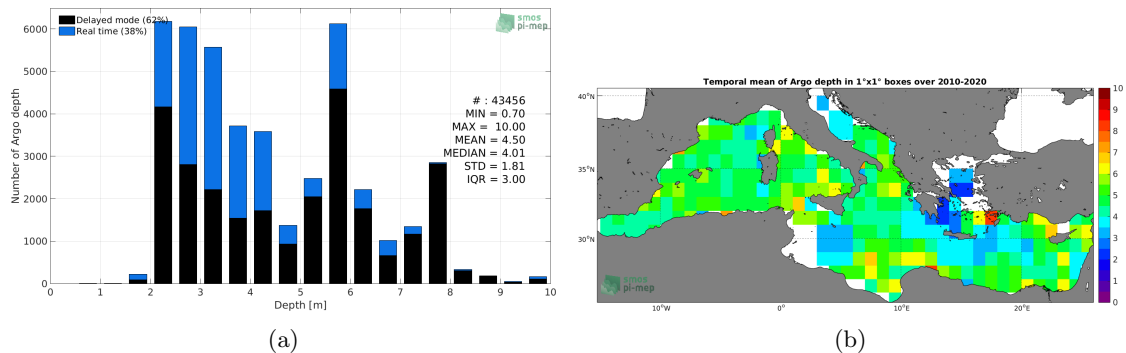 6000
5000
4000
3000
2000
1000
0
Number of Argo depth
Delayed mode (62%)
Real time (38%)
smos
pi-mep
# : 43456
MIN = 0.70
MAX = 10.00
MEAN = 4.50
MEDIAN = 4.01
STD = 1.81
IQR = 3.00
0 1 2 3 4 5 6 7 8 9 10
Depth [m]
(a)
Temporal mean of Argo depth in 1°x1° boxes over 2010-2020
40°N
35°N
30°N
10°W 0° 10°E 20°E
smos
pi-mep
10
9
8
7
6
5
4
3
2
1
0
(b)